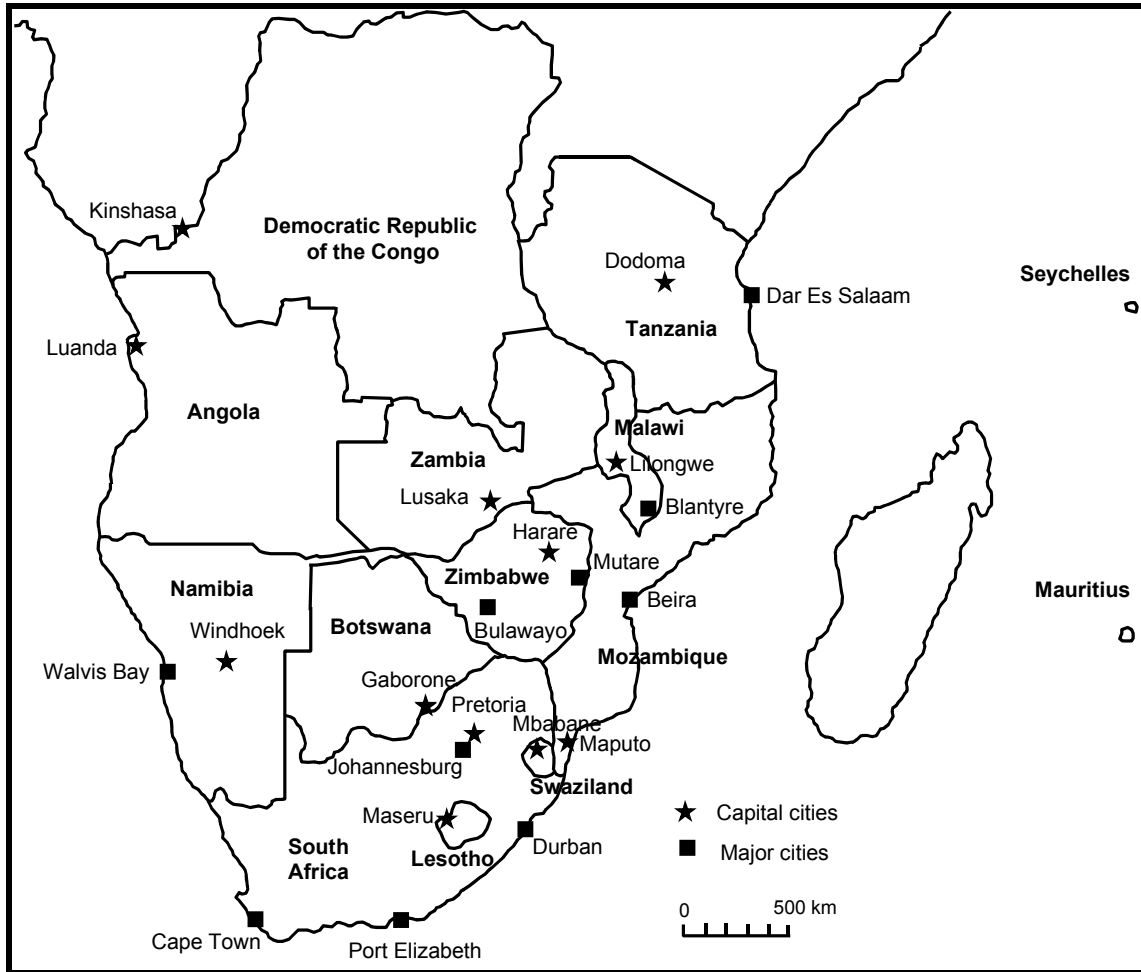 Kinshasa
Democratic Republic
of the Congo
Dodoma
Seychelles
Dar Es Salaam
Tanzania
Luanda
Angola
Malawi
Zambia
Lilongwe
Lusaka
Blantyre
Harare
Mutare
Zimbabwe
Namibia
Mauritius
Beira
Botswana
Bulawayo
Windhoek
Mozambique
Walvis Bay
Gaborone
Pretoria
Mbabane
Maputo
Johannesburg
Swaziland
Maseru
Capital cities
South
Africa
Lesotho
Durban
Major cities
0 500 km
Cape Town
Port Elizabeth